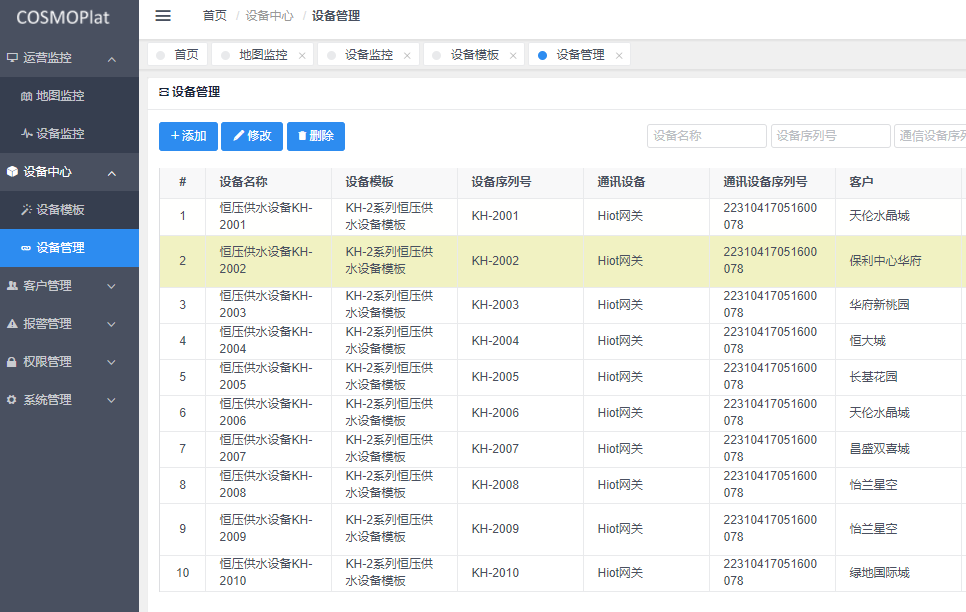 COSMOPlat
运营监控
地图监控
设备监控
设备中心
设备模板
设备管理
客户管理
报警管理
权限管理
系统管理
首页 / 设备中心 / 设备管理
首页 地图监控 × 设备监控 × 设备模板 × 设备管理 ×
设备管理
+添加 修改 删除 设备名称 设备序列号 通信设备序列
# 设备名称 设备模板 设备序列号 通讯设备 通讯设备序列号 客户
1 恒压供水设备KH-2001 KH-2系列恒压供水设备模板 KH-2001 Hiot网关 22310417051600078 天伦水晶城
2 恒压供水设备KH-2002 KH-2系列恒压供水设备模板 KH-2002 Hiot网关 22310417051600078 保利中心华府
3 恒压供水设备KH-2003 KH-2系列恒压供水设备模板 KH-2003 Hiot网关 22310417051600078 华府新桃园
4 恒压供水设备KH-2004 KH-2系列恒压供水设备模板 KH-2004 Hiot网关 22310417051600078 恒大城
5 恒压供水设备KH-2005 KH-2系列恒压供水设备模板 KH-2005 Hiot网关 22310417051600078 长基花园
6 恒压供水设备KH-2006 KH-2系列恒压供水设备模板 KH-2006 Hiot网关 22310417051600078 天伦水晶城
7 恒压供水设备KH-2007 KH-2系列恒压供水设备模板 KH-2007 Hiot网关 22310417051600078 昌盛双喜城
8 恒压供水设备KH-2008 KH-2系列恒压供水设备模板 KH-2008 Hiot网关 22310417051600078 怡兰星空
9 恒压供水设备KH-2009 KH-2系列恒压供水设备模板 KH-2009 Hiot网关 22310417051600078 怡兰星空
10 恒压供水设备KH-2010 KH-2系列恒压供水设备模板 KH-2010 Hiot网关 22310417051600078 绿地国际城